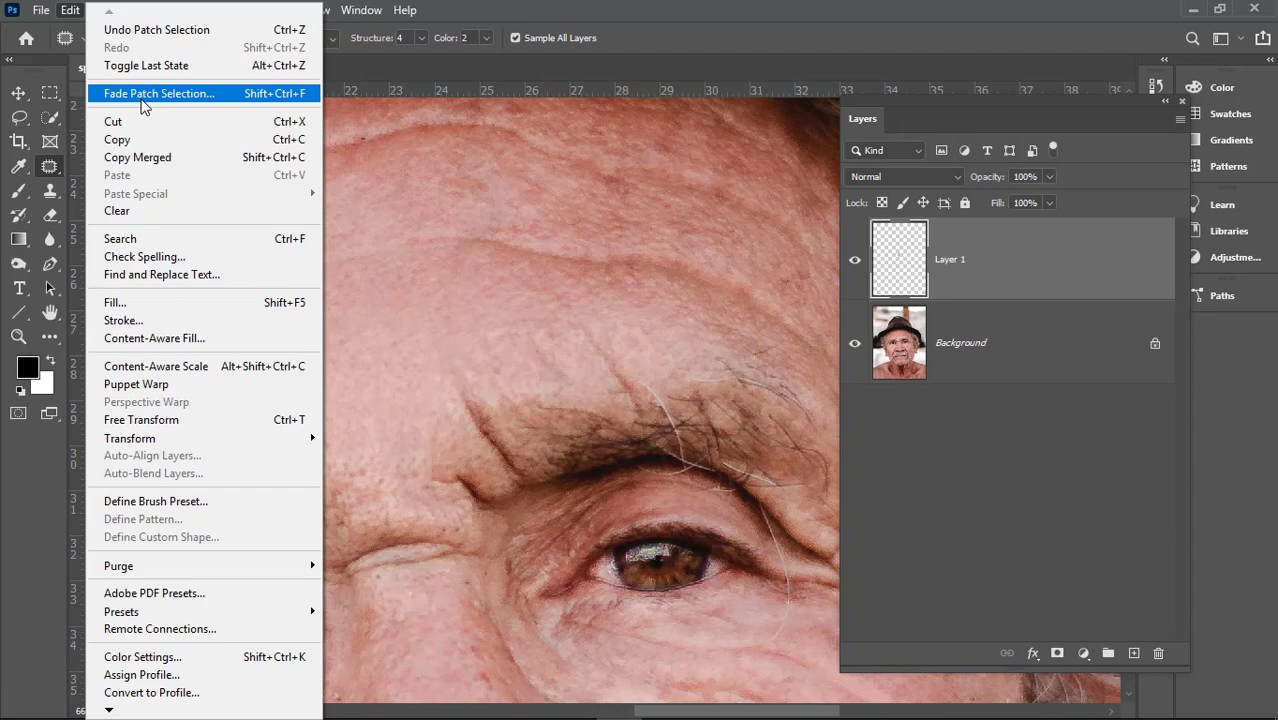 Ps File Edit Window Help
Undo Patch Selection Ctrl+Z
Redo Shift+Ctrl+Z
Toggle Last State Alt+Ctrl+Z
Fade Patch Selection... Shift+Ctrl+F
Cut Ctrl+X
Copy Ctrl+C
Copy Merged Shift+Ctrl+C
Paste Ctrl+V
Paste Special
Clear
Search Ctrl+F
Check Spelling...
Find and Replace Text...
Fill... Shift+F5
Stroke...
Content-Aware Fill...
Content-Aware Scale Alt+Shift+Ctrl+C
Puppet Warp
Perspective Warp
Free Transform Ctrl+T
Transform
Auto-Align Layers...
Auto-Blend Layers...
Define Brush Preset...
Define Pattern...
Define Custom Shape...
Purge
Adobe PDF Presets...
Presets
Remote Connections...
Color Settings... Shift+Ctrl+K
Assign Profile...
Convert to Profile...
Structure: 4 Color: 2 Sample All Layers
22 23 24 25 26 27 28 29 30 31 32 33 34 35 36 37 38 39
Layers
Kind
Normal Opacity: 100%
Lock: Fill: 100%
Layer 1
Background
Color
Swatches
Gradients
Patterns
Learn
Libraries
Adjustme...
Paths